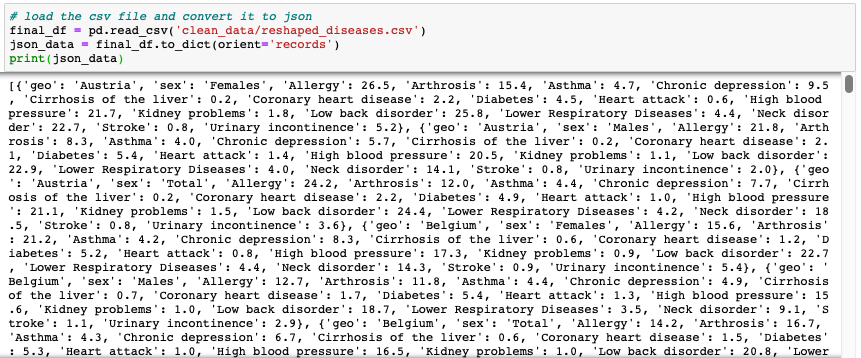 # load the csv file and convert it to json
final_df = pd.read_csv('clean_data/reshaped_diseases.csv')
json_data = final_df.to_dict(orient='records')
print(json_data)
[{'geo': 'Austria', 'sex': 'Females', 'Allergy': 26.5, 'Arthrosis': 15.4, 'Asthma': 4.7, 'Chronic depression': 9.5
, 'Cirrhosis of the liver': 0.2, 'Coronary heart disease': 2.2, 'Diabetes': 4.5, 'Heart attack': 0.6, 'High blood
pressure': 21.7, 'Kidney problems': 1.8, 'Low back disorder': 25.8, 'Lower Respiratory Diseases': 4.4, 'Neck disor
der': 22.7, 'Stroke': 0.8, 'Urinary incontinence': 5.2}, {'geo': 'Austria', 'sex': 'Males', 'Allergy': 21.8, 'Arth
rosis': 8.3, 'Asthma': 4.0, 'Chronic depression': 5.7, 'Cirrhosis of the liver': 0.2, 'Coronary heart disease': 2.
1, 'Diabetes': 5.4, 'Heart attack': 1.4, 'High blood pressure': 20.5, 'Kidney problems': 1.1, 'Low back disorder':
22.9, 'Lower Respiratory Diseases': 4.0, 'Neck disorder': 14.1, 'Stroke': 0.8, 'Urinary incontinence': 2.0}, {'geo
': 'Austria', 'sex': 'Total', 'Allergy': 24.2, 'Arthrosis': 12.0, 'Asthma': 4.4, 'Chronic depression': 7.7, 'Cirrh
osis of the liver': 0.2, 'Coronary heart disease': 2.2, 'Diabetes': 4.9, 'Heart attack': 1.0, 'High blood pressure
': 21.1, 'Kidney problems': 1.5, 'Low back disorder': 24.4, 'Lower Respiratory Diseases': 4.2, 'Neck disorder': 18
.5, 'Stroke': 0.8, 'Urinary incontinence': 3.6}, {'geo': 'Belgium', 'sex': 'Females', 'Allergy': 15.6, 'Arthrosis'
: 21.2, 'Asthma': 4.2, 'Chronic depression': 8.3, 'Cirrhosis of the liver': 0.6, 'Coronary heart disease': 1.2, 'D
iabetes': 5.2, 'Heart attack': 0.8, 'High blood pressure': 17.3, 'Kidney problems': 0.9, 'Low back disorder': 22.7
, 'Lower Respiratory Diseases': 4.4, 'Neck disorder': 14.3, 'Stroke': 0.9, 'Urinary incontinence': 5.4}, {'geo': '
Belgium', 'sex': 'Males', 'Allergy': 12.7, 'Arthrosis': 11.8, 'Asthma': 4.4, 'Chronic depression': 4.9, 'Cirrhosis
of the liver': 0.7, 'Coronary heart disease': 1.7, 'Diabetes': 5.4, 'Heart attack': 1.3, 'High blood pressure': 15
.6, 'Kidney problems': 1.0, 'Low back disorder': 18.7, 'Lower Respiratory Diseases': 3.5, 'Neck disorder': 9.1, 'S
troke': 1.1, 'Urinary incontinence': 2.9}, {'geo': 'Belgium', 'sex': 'Total', 'Allergy': 14.2, 'Arthrosis': 16.7,
'Asthma': 4.3, 'Chronic depression': 6.7, 'Cirrhosis of the liver': 0.6, 'Coronary heart disease': 1.5, 'Diabetes'
: 5.3, 'Heart attack': 1.0, 'High blood pressure': 16.5, 'Kidney problems': 1.0, 'Low back disorder': 20.8, 'Lower